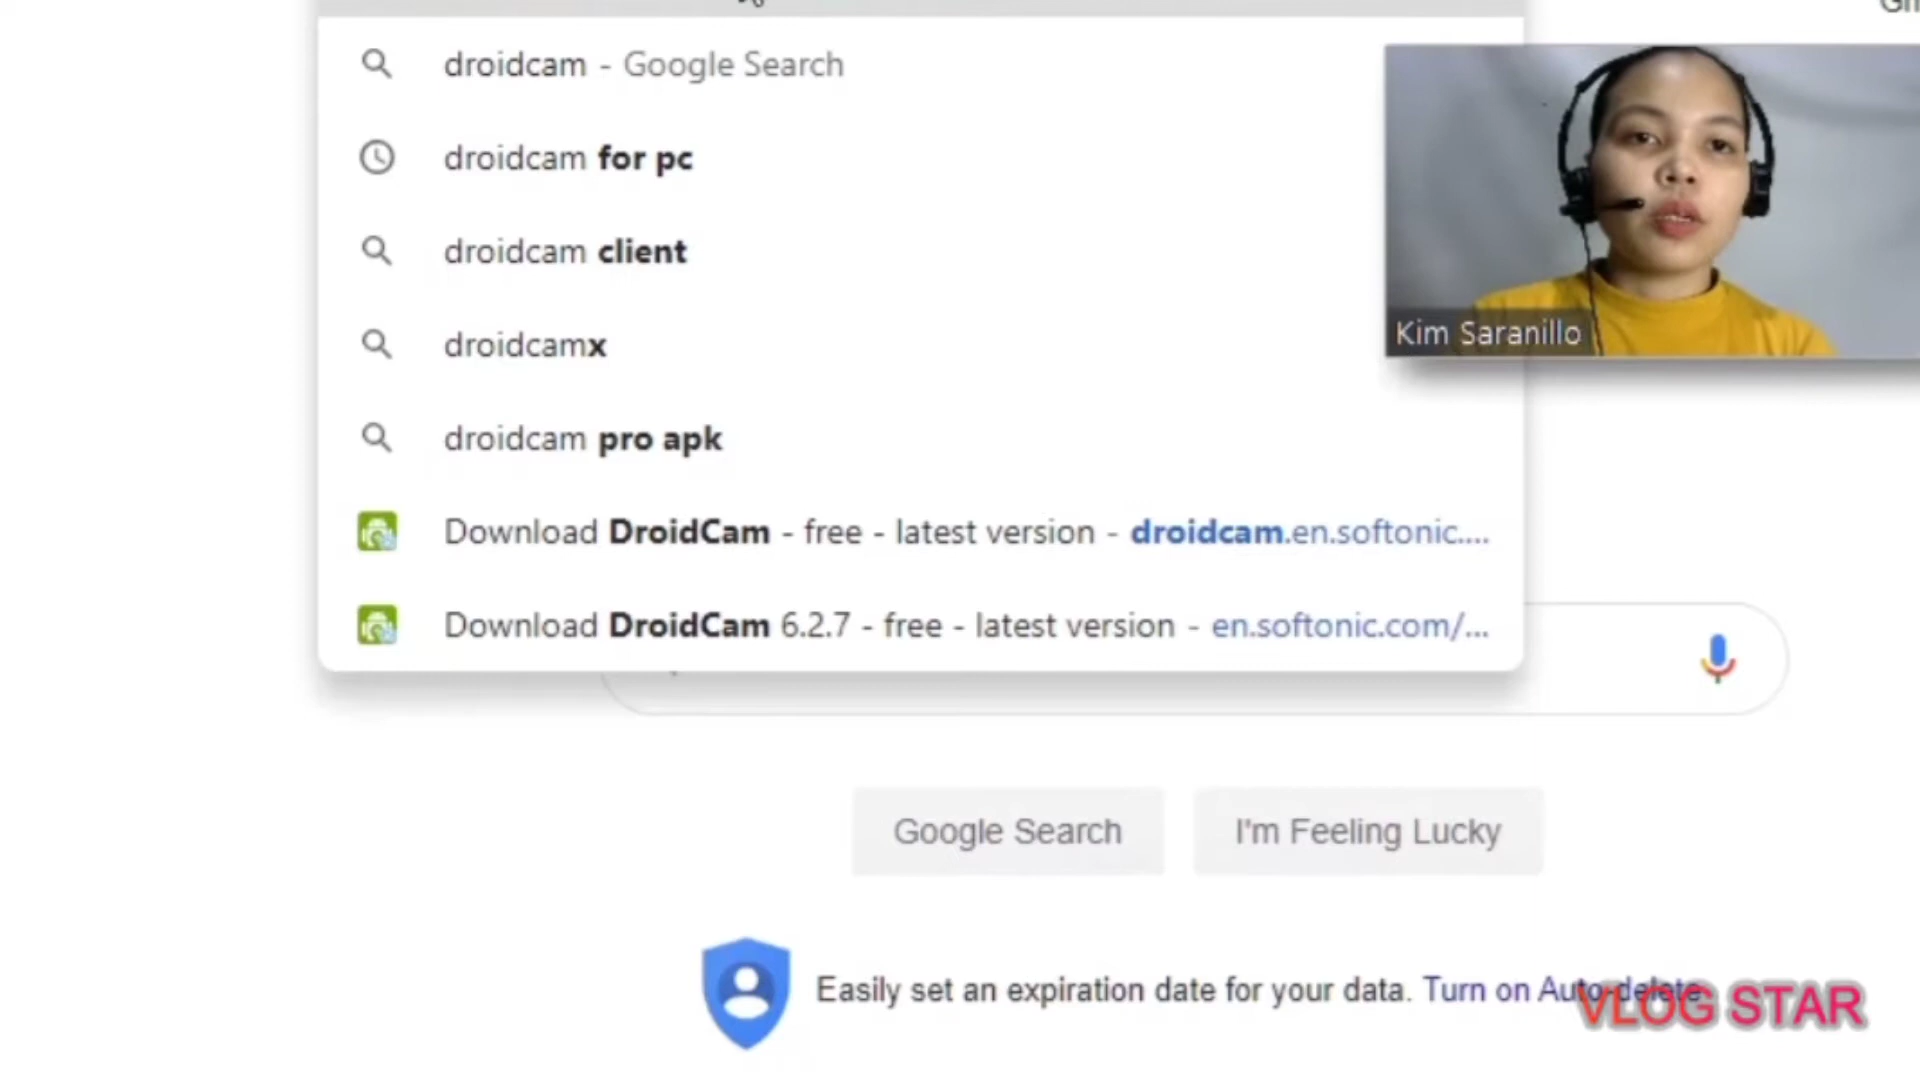 droidcam - Google Search
droidcam for pc
droidcam client
droidcamx
droidcam pro apk
Download DroidCam - free - latest version - droidcam.en.softonic....
Download DroidCam 6.2.7 - free - latest version - en.softonic.com/...
Kim Saranillo
Google Search
I'm Feeling Lucky
Easily set an expiration date for your data. Turn on Auto-delete
VLOG STAR